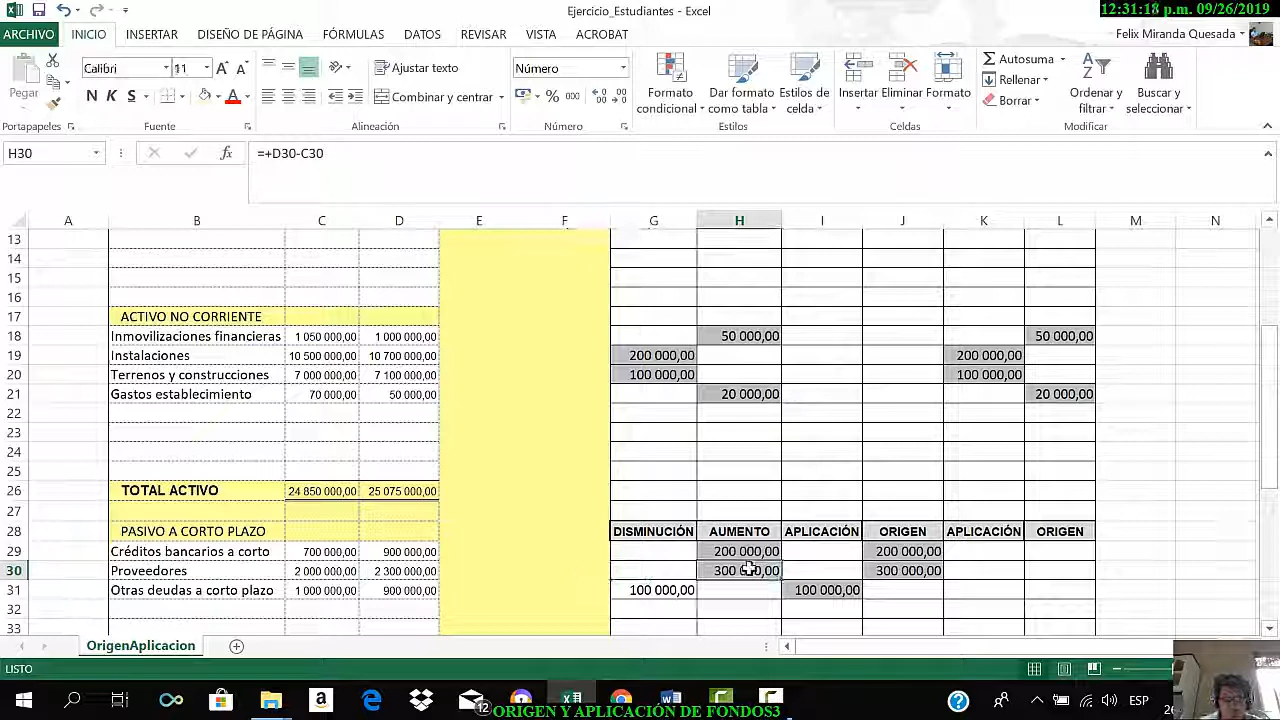 Ejercicio_Estudiantes - Excel
12:31:18 p.m. 09/26/2019
ARCHIVO INICIO INSERTAR DISEÑO DE PÁGINA FÓRMULAS DATOS REVISAR VISTA ACROBAT
Felix Miranda Quesada
Pegar
Calibri 11
N K S
Ajustar texto
Combinar y centrar
Número
% 000
Formato condicional
Dar formato como tabla
Estilos de celda
Insertar Eliminar Formato
Autosuma
Rellenar
Borrar
Ordenar y filtrar
Buscar y seleccionar
Portapapeles Fuente Alineación Número Estilos Celdas Modificar
H30 fx =+D30-C30
A B C D E F G H I J K L M N
13
14
15
16
17 ACTIVO NO CORRIENTE
18 Inmovilizaciones financieras 1 050 000,00 1 000 000,00 50 000,00 50 000,00
19 Instalaciones 10 500 000,00 10 700 000,00 200 000,00 200 000,00
20 Terrenos y construcciones 7 000 000,00 7 100 000,00 100 000,00 100 000,00
21 Gastos establecimiento 70 000,00 50 000,00 20 000,00 20 000,00
22
23
24
25
26 TOTAL ACTIVO 24 850 000,00 25 075 000,00
27
28 PASIVO A CORTO PLAZO DISMINUCIÓN AUMENTO APLICACIÓN ORIGEN APLICACIÓN ORIGEN
29 Créditos bancarios a corto 700 000,00 900 000,00 200 000,00 200 000,00
30 Proveedores 2 000 000,00 2 300 000,00 300 000,00 300 000,00
31 Otras deudas a corto plazo 1 000 000,00 900 000,00 100 000,00 100 000,00
32
33
OrigenAplicacion
LISTO
12
ESP
ORIGEN Y APLICACIÓN DE FONDOS3